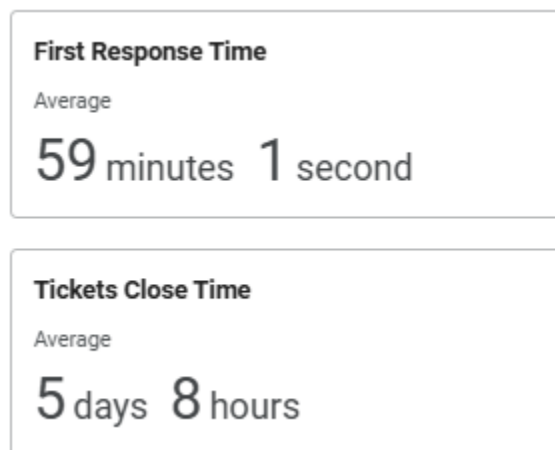 First Response Time
Average
59 minutes 1 second
Tickets Close Time
Average
5 days 8 hours